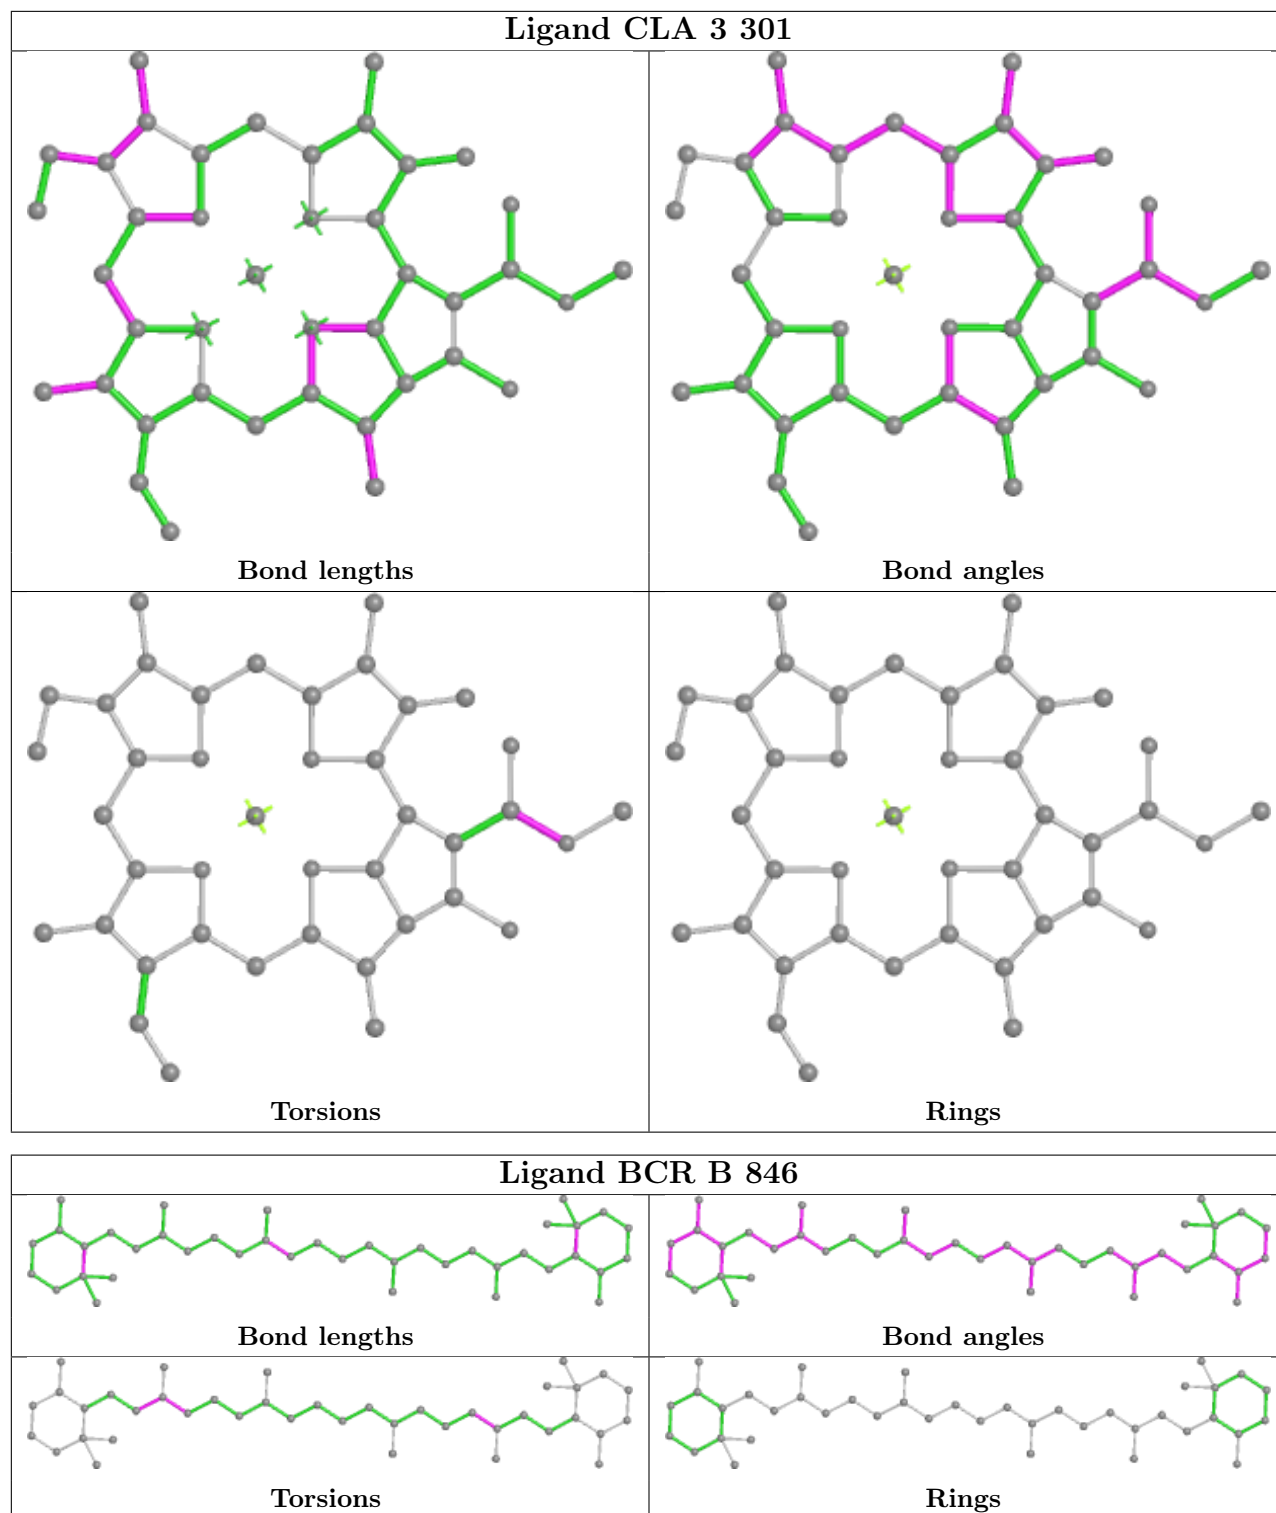 Ligand CLA 3 301
Bond lengths
Bond angles
Torsions
Rings
Ligand BCR B 846
Bond lengths
Bond angles
Torsions
Rings